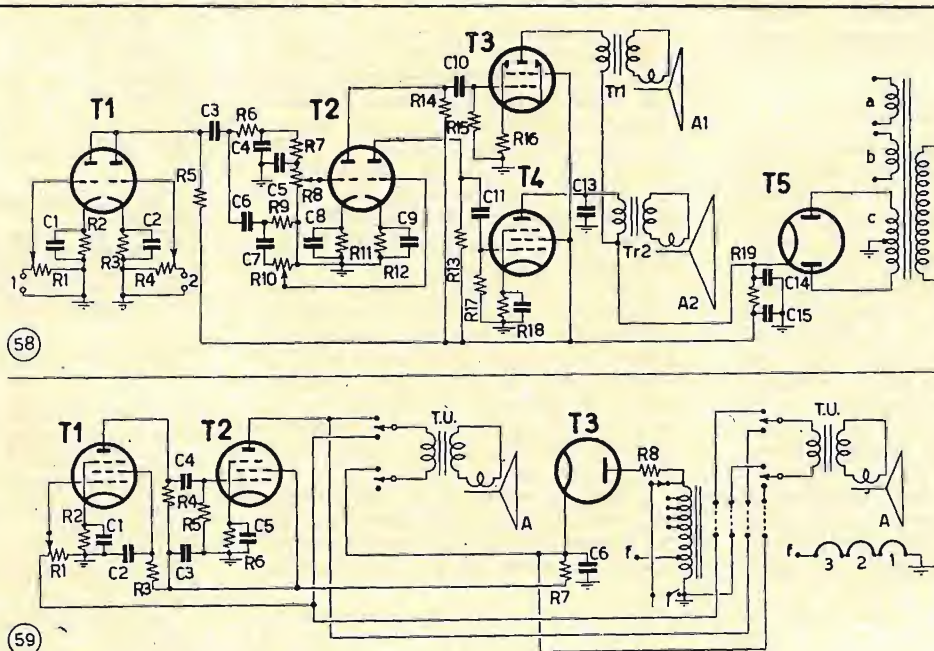 T1
C1
R2
R1
1
R3
C2
R4
2
R5
C3
R6
C4
R7
C5
R8
C6
R9
C7
R10
T2
C8
R11
C9
R12
R14
C10
R15
T3
R16
C11
R13
R17
T4
R18
C13
Tr1
A1
Tr2
A2
T5
R19
C14
C15
a
b
c
58
T1
R2
C1
R1
C2
R3
R4
C4
R5
C3
T2
C5
R6
T.U.
A
T3
R8
f
C6
R7
T.U.
A
f
3
2
1
59